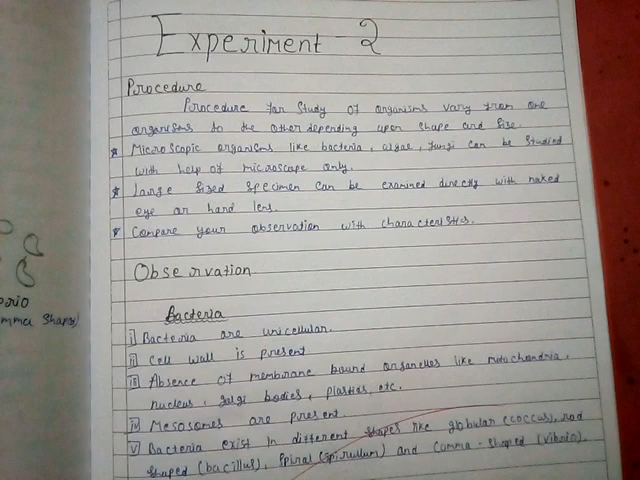 Experiment - 2
Procedure
Procedure for study of organisms vary from one
organisms to the other depending upon shape and size.
* Microscopic organisms like bacteria, algae, fungi can be studied
with help of microscope only.
* Large sized specimen can be examined directly with naked
eye or hand lens.
* Compare your observation with characteristics.
Observation
Bacteria
i) Bacteria are unicellular.
ii) Cell wall is present
iii) Absence of membrane bound organelles like mitochondria,
nucleus, golgi bodies, plastids, etc.
iv) Mesosomes are present.
v) Bacteria exist in different shapes like globular (coccus), rod
shaped (bacillus), spiral (spirullum) and comma-shaped (vibrio).
omma shape)